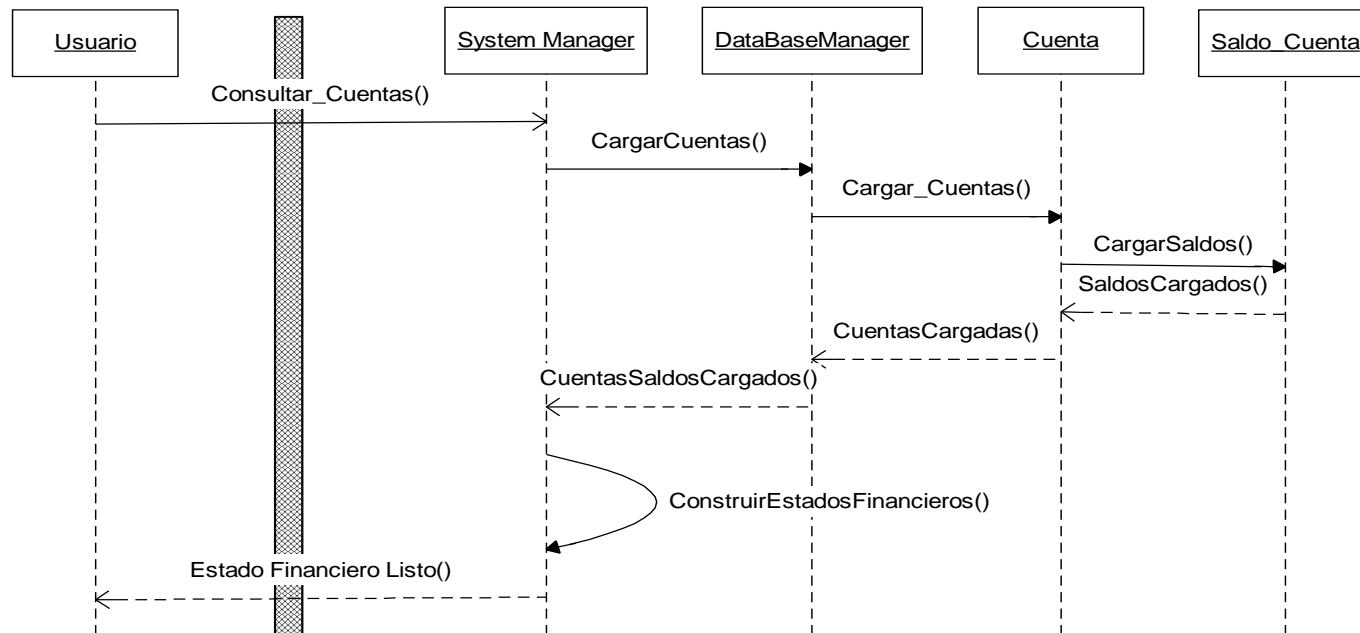 Usuario
System Manager
DataBaseManager
Cuenta
Saldo_Cuenta
Consultar_Cuentas()
CargarCuentas()
Cargar_Cuentas()
CargarSaldos()
SaldosCargados()
CuentasCargadas()
CuentasSaldosCargados()
ConstruirEstadosFinancieros()
Estado Financiero Listo()